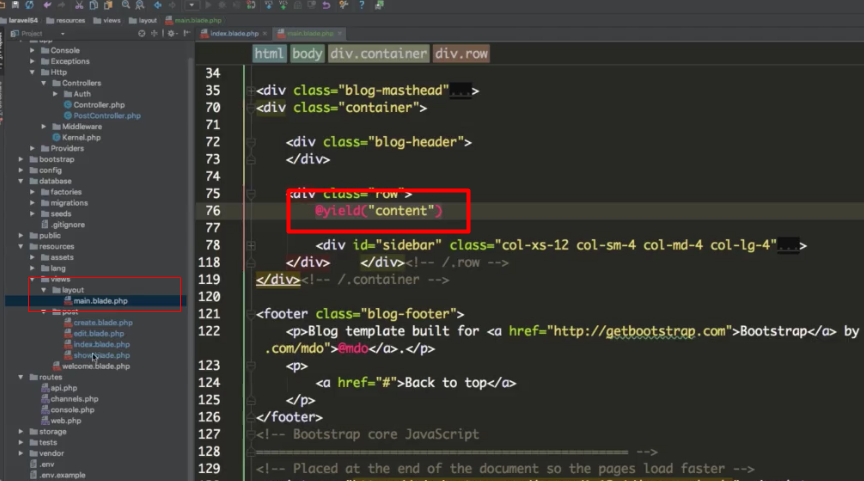 laravel54 resources views layout main.blade.php
Project
index.blade.php main.blade.php
html body div.container div.row
app
Console
Exceptions
Http
Controllers
Auth
Controller.php
PostController.php
Middleware
Kernel.php
Providers
bootstrap
config
database
factories
migrations
seeds
.gitignore
public
resources
assets
lang
views
layout
main.blade.php
post
create.blade.php
edit.blade.php
index.blade.php
show.blade.php
welcome.blade.php
routes
api.php
channels.php
console.php
web.php
storage
tests
vendor
.env
.env.example
34
35 <div class="blog-masthead"...>
70 <div class="container">
71
72 <div class="blog-header">
73 </div>
74
75 <div class="row">
76 @yield("content")
77
78 <div id="sidebar" class="col-xs-12 col-sm-4 col-md-4 col-lg-4"...>
118 </div> </div><!-- /.row -->
119 </div><!-- /.container -->
120
121 <footer class="blog-footer">
122 <p>Blog template built for <a href="http://getbootstrap.com">Bootstrap</a> by
.com/mdo">@mdo</a>.</p>
123 <p>
124 <a href="#">Back to top</a>
125 </p>
126 </footer>
127 <!-- Bootstrap core JavaScript
128 ================================================== -->
129 <!-- Placed at the end of the document so the pages load faster -->